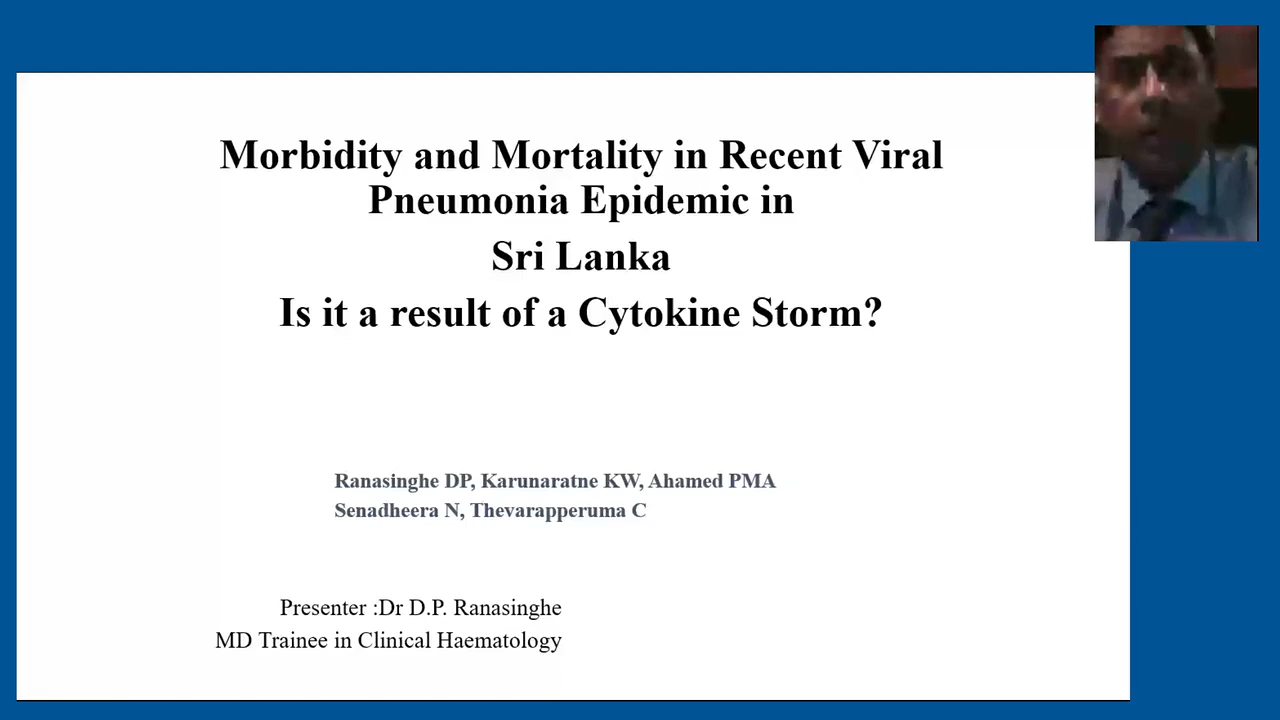 Morbidity and Mortality in Recent Viral
Pneumonia Epidemic in
Sri Lanka
Is it a result of a Cytokine Storm?
Ranasinghe DP, Karunaratne KW, Ahamed PMA
Senadheera N, Thevarapperuma C
Presenter :Dr D.P. Ranasinghe
MD Trainee in Clinical Haematology